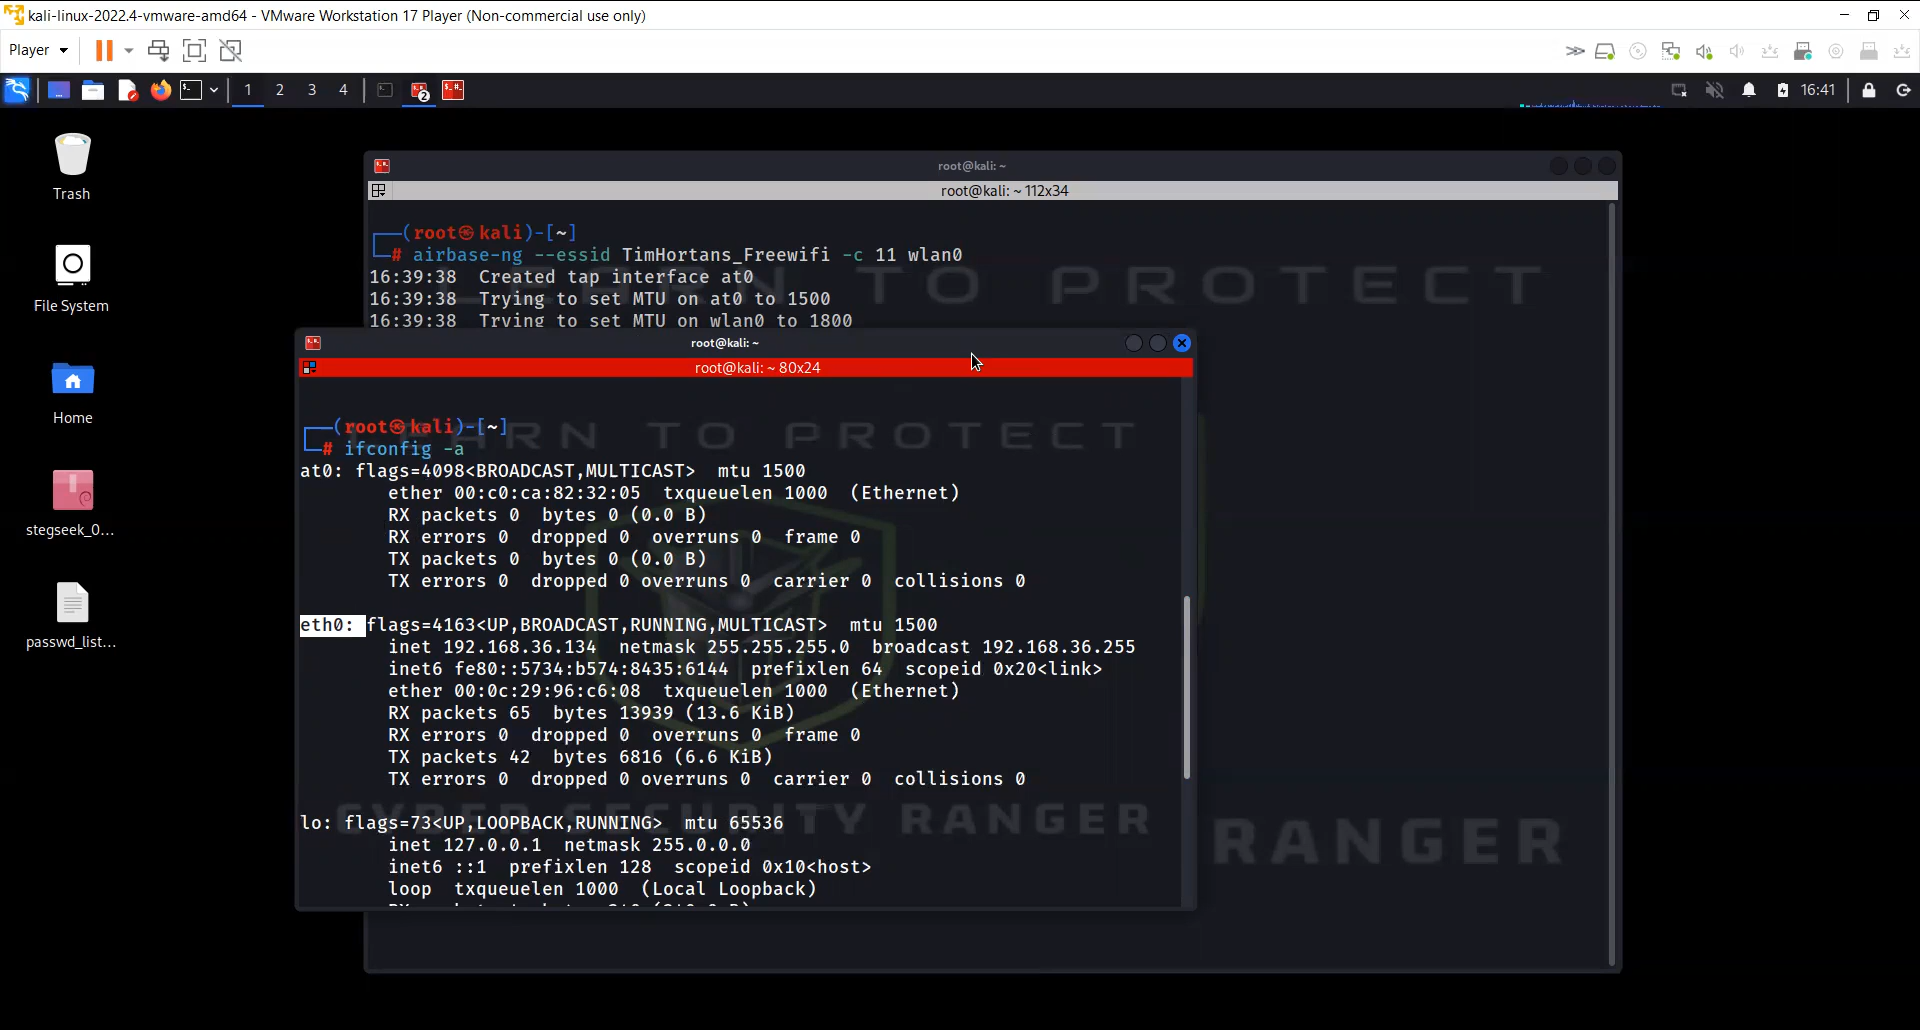 kali-linux-2022.4-vmware-amd64 - VMware Workstation 17 Player (Non-commercial use only)
Player
1 2 3 4 2 16:41
Trash
File System
Home
stegseek_0...
passwd_list...
root@kali: ~
root@kali: ~ 112x34
(root㉿kali)-[~]
# airbase-ng --essid TimHortans_Freewifi -c 11 wlan0
16:39:38 Created tap interface at0
16:39:38 Trying to set MTU on at0 to 1500
16:39:38 Trying to set MTU on wlan0 to 1800
LEARN TO PROTECT
root@kali: ~
root@kali: ~ 80x24
(root㉿kali)-[~]
# ifconfig -a
at0: flags=4098<BROADCAST,MULTICAST> mtu 1500
ether 00:c0:ca:82:32:05 txqueuelen 1000 (Ethernet)
RX packets 0 bytes 0 (0.0 B)
RX errors 0 dropped 0 overruns 0 frame 0
TX packets 0 bytes 0 (0.0 B)
TX errors 0 dropped 0 overruns 0 carrier 0 collisions 0
eth0: flags=4163<UP,BROADCAST,RUNNING,MULTICAST> mtu 1500
inet 192.168.36.134 netmask 255.255.255.0 broadcast 192.168.36.255
inet6 fe80::5734:b574:8435:6144 prefixlen 64 scopeid 0x20<link>
ether 00:0c:29:96:c6:08 txqueuelen 1000 (Ethernet)
RX packets 65 bytes 13939 (13.6 KiB)
RX errors 0 dropped 0 overruns 0 frame 0
TX packets 42 bytes 6816 (6.6 KiB)
TX errors 0 dropped 0 overruns 0 carrier 0 collisions 0
lo: flags=73<UP,LOOPBACK,RUNNING> mtu 65536
inet 127.0.0.1 netmask 255.0.0.0
inet6 ::1 prefixlen 128 scopeid 0x10<host>
loop txqueuelen 1000 (Local Loopback)
LEARN TO PROTECT
CYBER SECURITY RANGER
RANGER